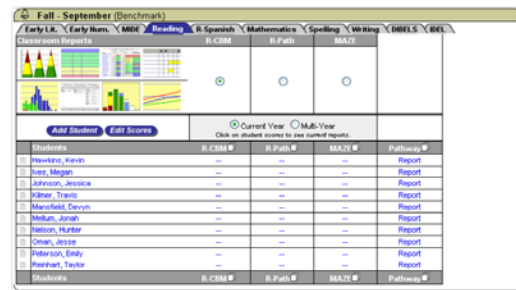 Fall - September (Benchmark)
Early Lit. Early Num. MIDE Reading R-Spanish Mathematics Spelling Writing DIBELS IDEL
Classroom Reports R-CBM R-Path MAZE
Add Student Edit Scores Current Year Multi-Year
Click on student scores to see current reports.
Students R-CBM R-Path MAZE Pathway
Hawkins, Kevin -- -- -- Report
Ives, Megan -- -- -- Report
Johnson, Jessica -- -- -- Report
Kilmer, Travis -- -- -- Report
Mansfield, Devyn -- -- -- Report
Mellum, Jonah -- -- -- Report
Nelson, Hunter -- -- -- Report
Oman, Jesse -- -- -- Report
Peterson, Emily -- -- -- Report
Reinhart, Taylor -- -- -- Report
Students R-CBM R-Path MAZE Pathway